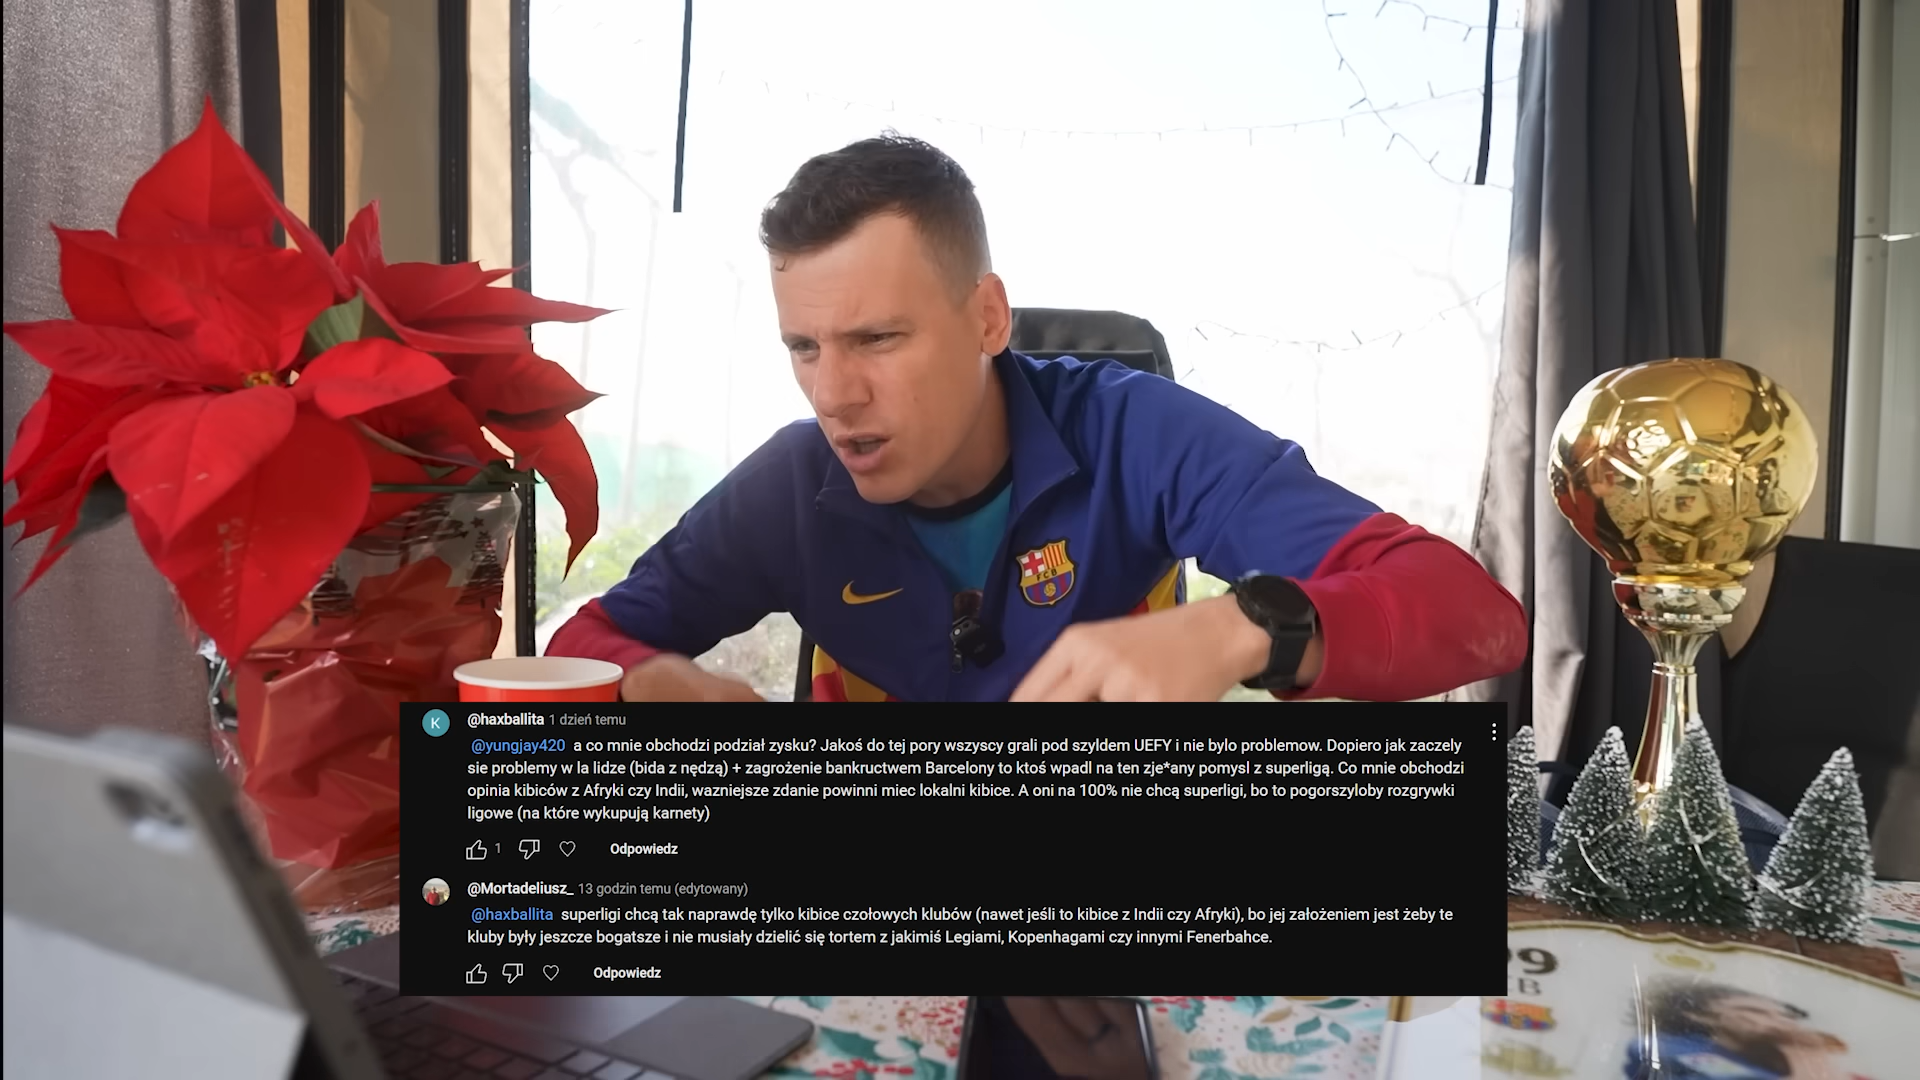 FCB
K
@haxballita 1 dzień temu
@yungjay420 a co mnie obchodzi podział zysku? Jakoś do tej pory wszyscy grali pod szyldem UEFY i nie bylo problemow. Dopiero jak zaczely
sie problemy w la lidze (bida z nędzą) + zagrożenie bankructwem Barcelony to ktoś wpadl na ten zje*any pomysl z superligą. Co mnie obchodzi
opinia kibiców z Afryki czy Indii, wazniejsze zdanie powinni miec lokalni kibice. A oni na 100% nie chcą superligi, bo to pogorszyloby rozgrywki
ligowe (na które wykupują karnety)
1 Odpowiedz
@Mortadeliusz_ 13 godzin temu (edytowany)
@haxballita superligi chcą tak naprawdę tylko kibice czołowych klubów (nawet jeśli to kibice z Indii czy Afryki), bo jej założeniem jest żeby te
kluby były jeszcze bogatsze i nie musiały dzielić się tortem z jakimiś Legiami, Kopenhagami czy innymi Fenerbahce.
Odpowiedz